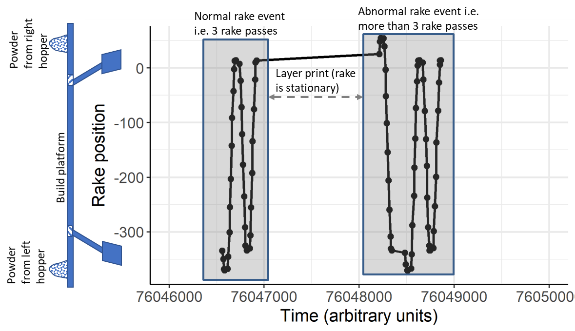 Normal rake event
i.e. 3 rake passes
Abnormal rake event i.e.
more than 3 rake passes
Powder
from right
hopper
Build platform
Powder
from left
hopper
Rake position
0
-100
-200
-300
Layer print (rake
is stationary)
76046000
76047000
76048000
76049000
7605000
Time (arbitrary units)